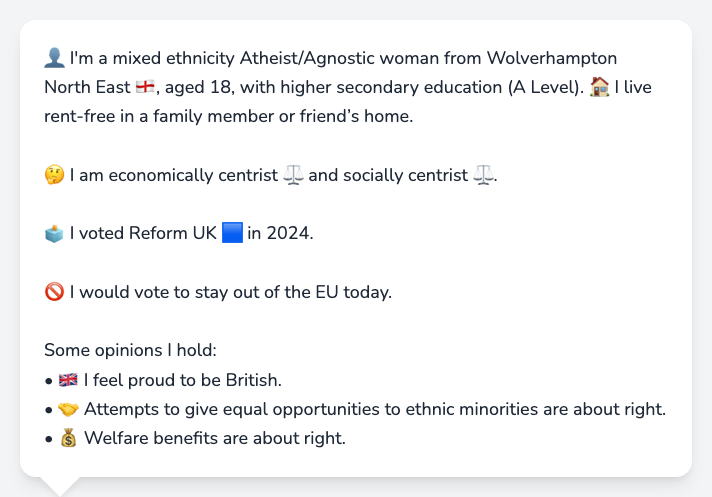 👤 I'm a mixed ethnicity Atheist/Agnostic woman from Wolverhampton
North East 🏴󠁧󠁢󠁥󠁮󠁧󠁿, aged 18, with higher secondary education (A Level). 🏠 I live
rent-free in a family member or friend’s home.
🤔 I am economically centrist ⚖️ and socially centrist ⚖️.
🗳️ I voted Reform UK 🟦 in 2024.
🚫 I would vote to stay out of the EU today.
Some opinions I hold:
• 🇬🇧 I feel proud to be British.
• 🤝 Attempts to give equal opportunities to ethnic minorities are about right.
• 💰 Welfare benefits are about right.